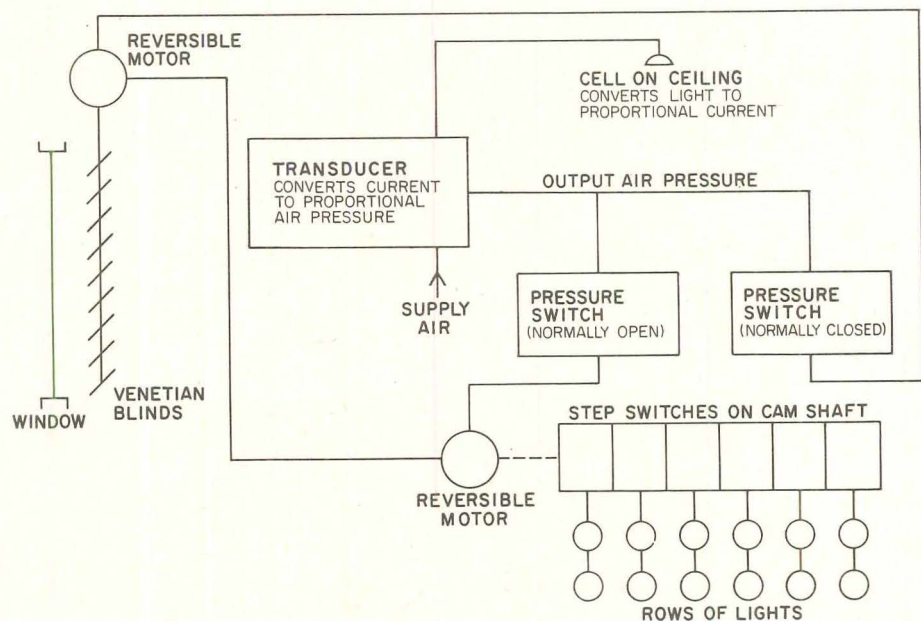 REVERSIBLE
MOTOR
CELL ON CEILING
CONVERTS LIGHT TO
PROPORTIONAL CURRENT
TRANSDUCER
CONVERTS CURRENT
TO PROPORTIONAL
AIR PRESSURE
OUTPUT AIR PRESSURE
SUPPLY
AIR
PRESSURE
SWITCH
(NORMALLY OPEN)
PRESSURE
SWITCH
(NORMALLY CLOSED)
VENETIAN
BLINDS
WINDOW
STEP SWITCHES ON CAM SHAFT
REVERSIBLE
MOTOR
ROWS OF LIGHTS